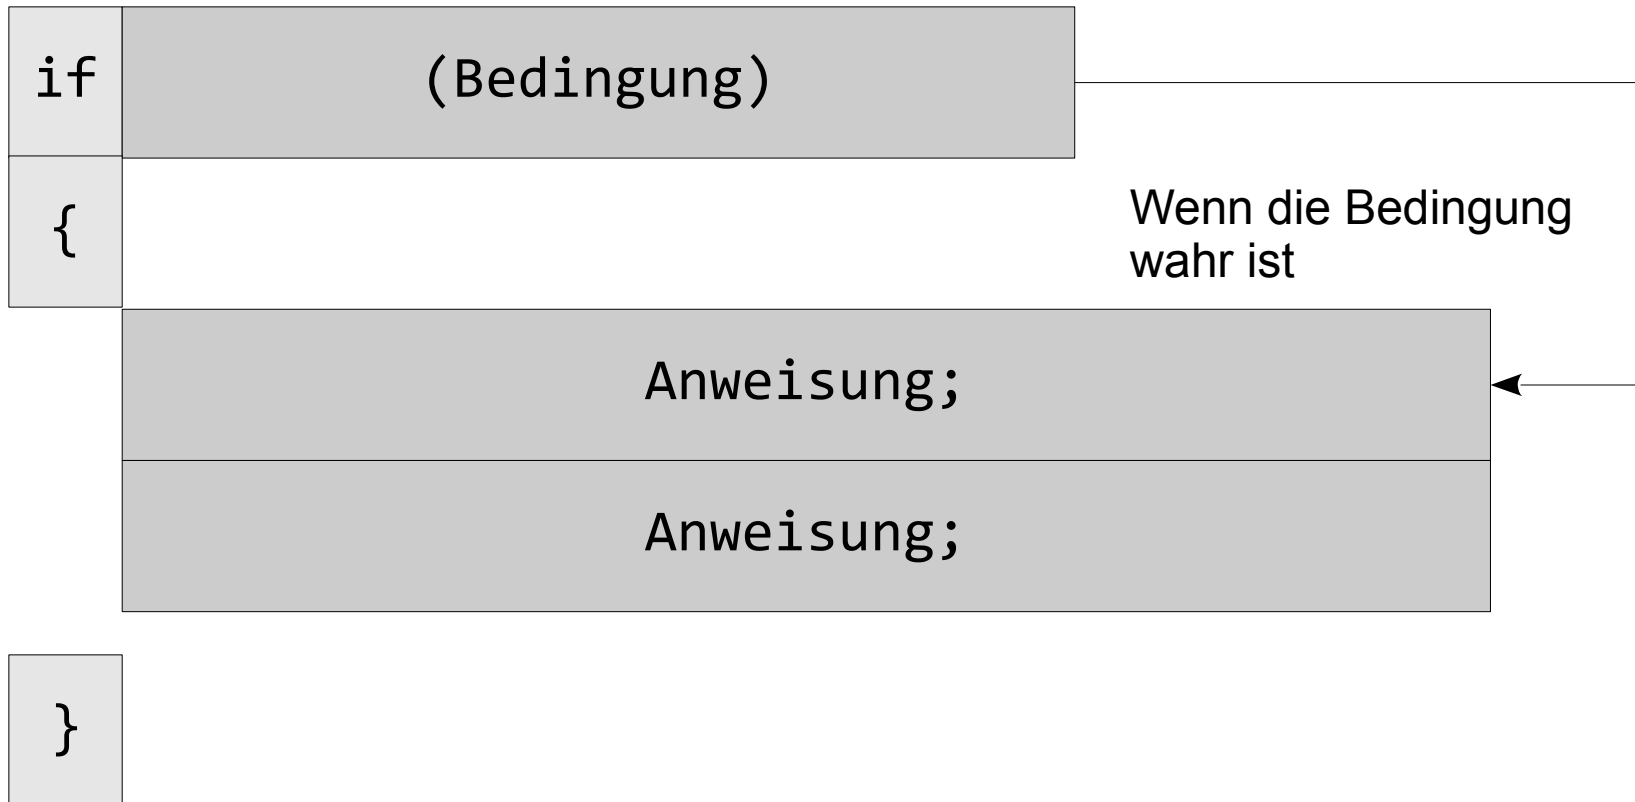 if (Bedingung)
{
Wenn die Bedingung
wahr ist
Anweisung;
Anweisung;
}